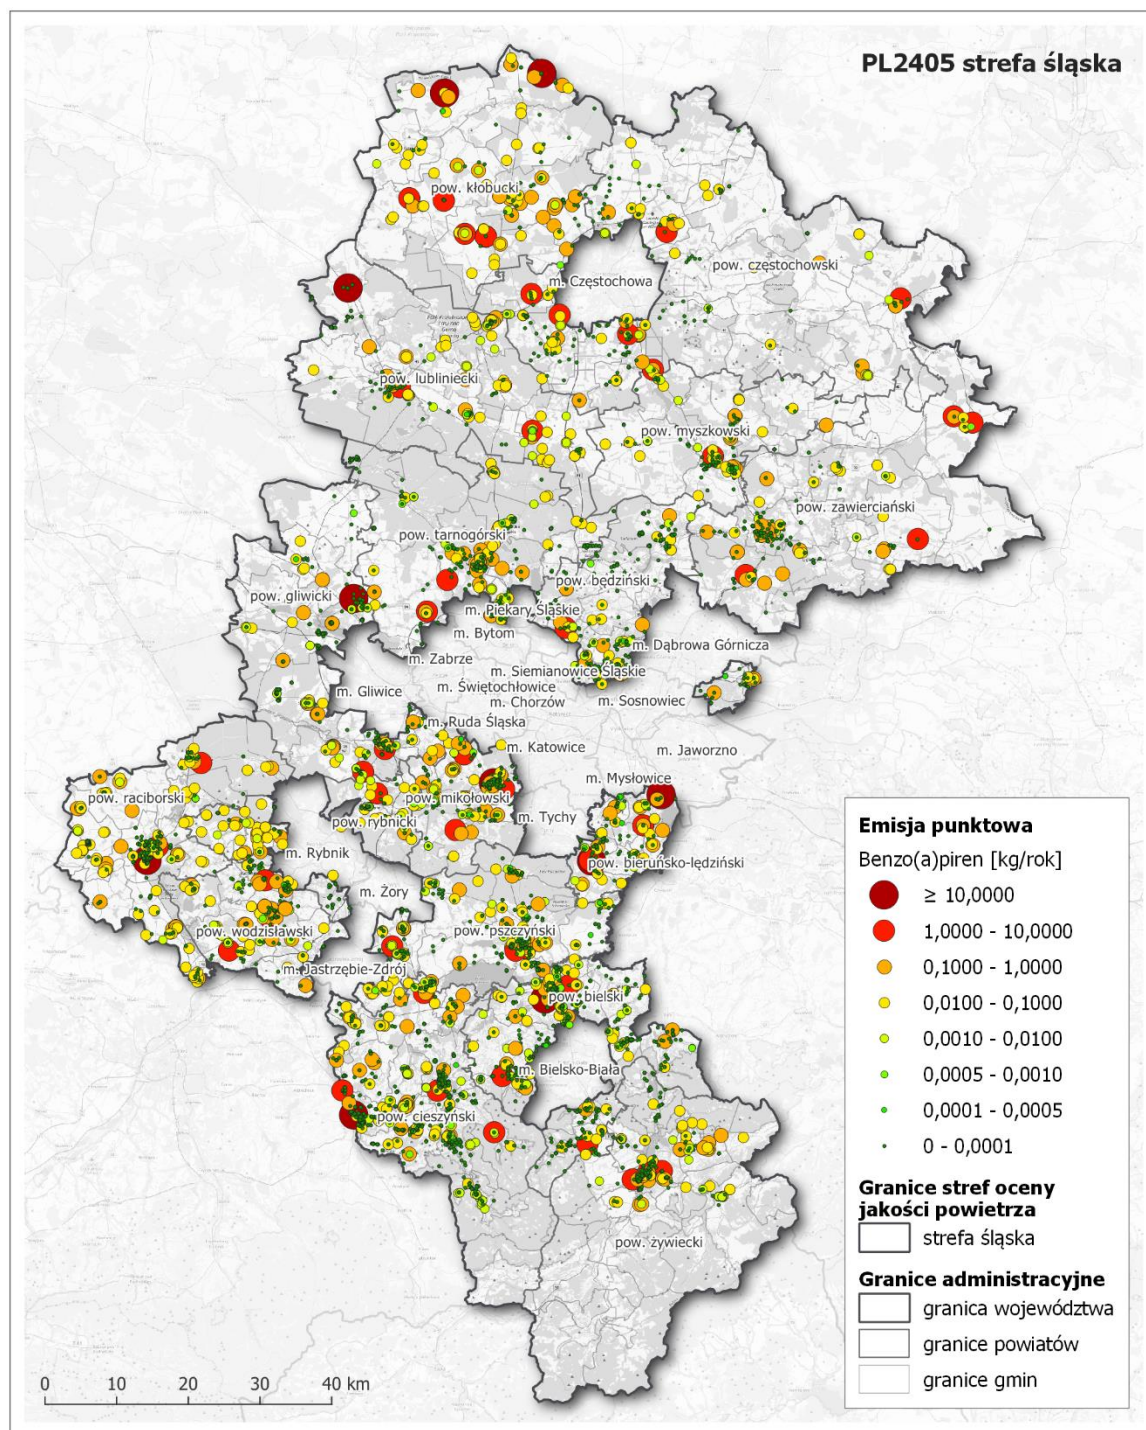 PL2405 strefa śląska
pow. kłobucki
pow. częstochowski
m. Częstochowa
pow. lubliniecki
pow. myszkowski
pow. zawierciański
pow. tarnogórski
pow. będziński
pow. gliwicki
m. Piekary Śląskie
m. Bytom
m. Dąbrowa Górnicza
m. Zabrze
m. Siemianowice Śląskie
m. Świętochłowice
m. Gliwice
m. Chorzów
m. Sosnowiec
m. Ruda Śląska
m. Katowice
m. Jaworzno
m. Mysłowice
pow. raciborski
pow. mikołowski
pow. rybnicki
m. Tychy
m. Rybnik
pow. bieruńsko-lędziński
m. Żory
pow. wodzisławski
pow. pszczyński
m. Jastrzębie-Zdrój
pow. bielski
m. Bielsko-Biała
pow. cieszyński
pow. żywiecki
Emisja punktowa
Benzo(a)piren [kg/rok]
≥ 10,0000
1,0000 - 10,0000
0,1000 - 1,0000
0,0100 - 0,1000
0,0010 - 0,0100
0,0005 - 0,0010
0,0001 - 0,0005
0 - 0,0001
Granice stref oceny
jakości powietrza
strefa śląska
Granice administracyjne
granica województwa
granice powiatów
granice gmin
0 10 20 30 40 km